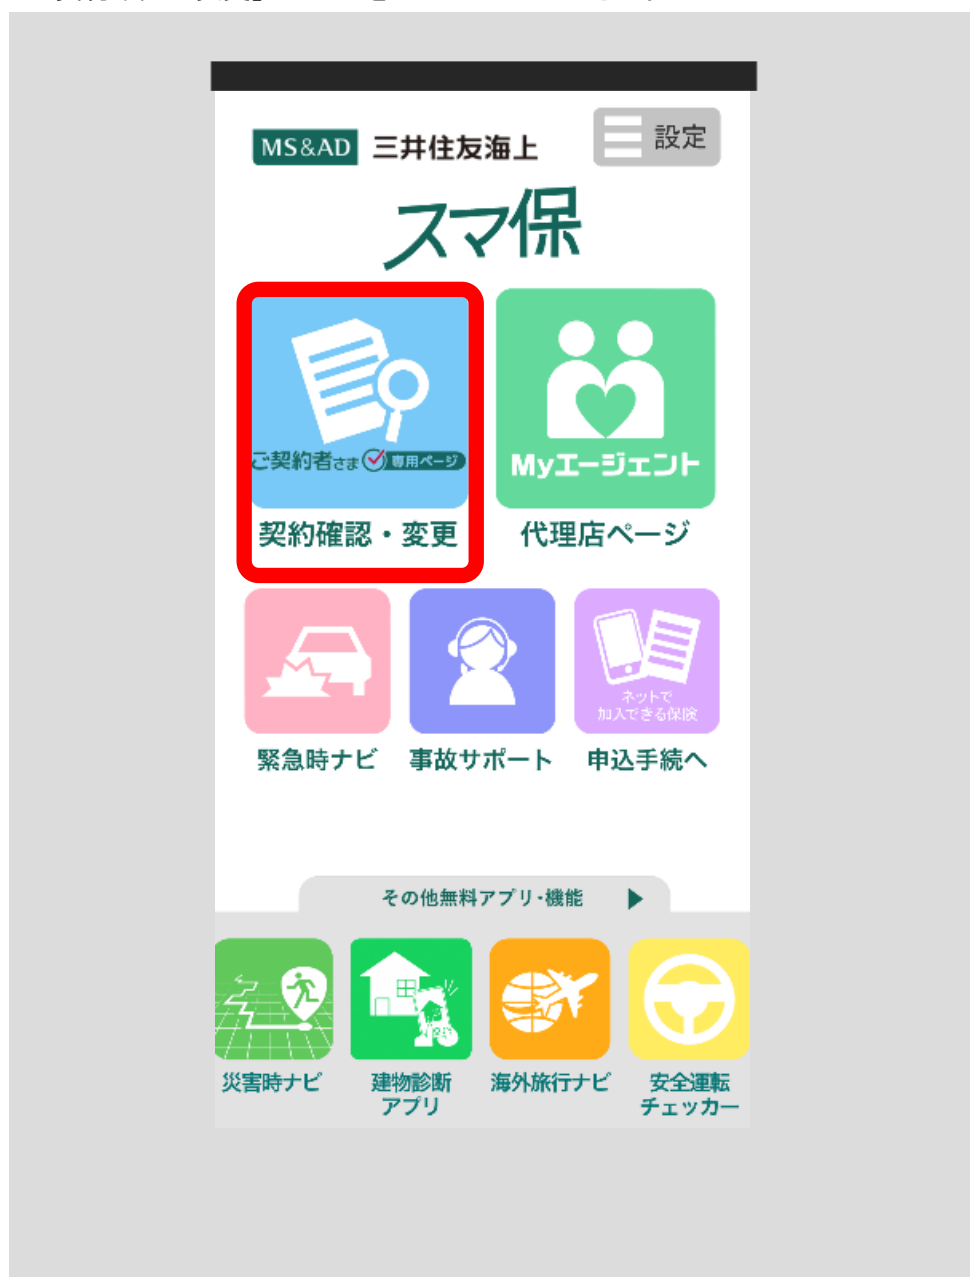 MS&AD 三井住友海上
設定
スマ保
ご契約者さま 専用ページ
契約確認・変更
Myエージェント
代理店ページ
緊急時ナビ
事故サポート
ネットで
加入できる保険
申込手続へ
その他無料アプリ・機能
災害時ナビ
建物診断
アプリ
海外旅行ナビ
安全運転
チェッカー